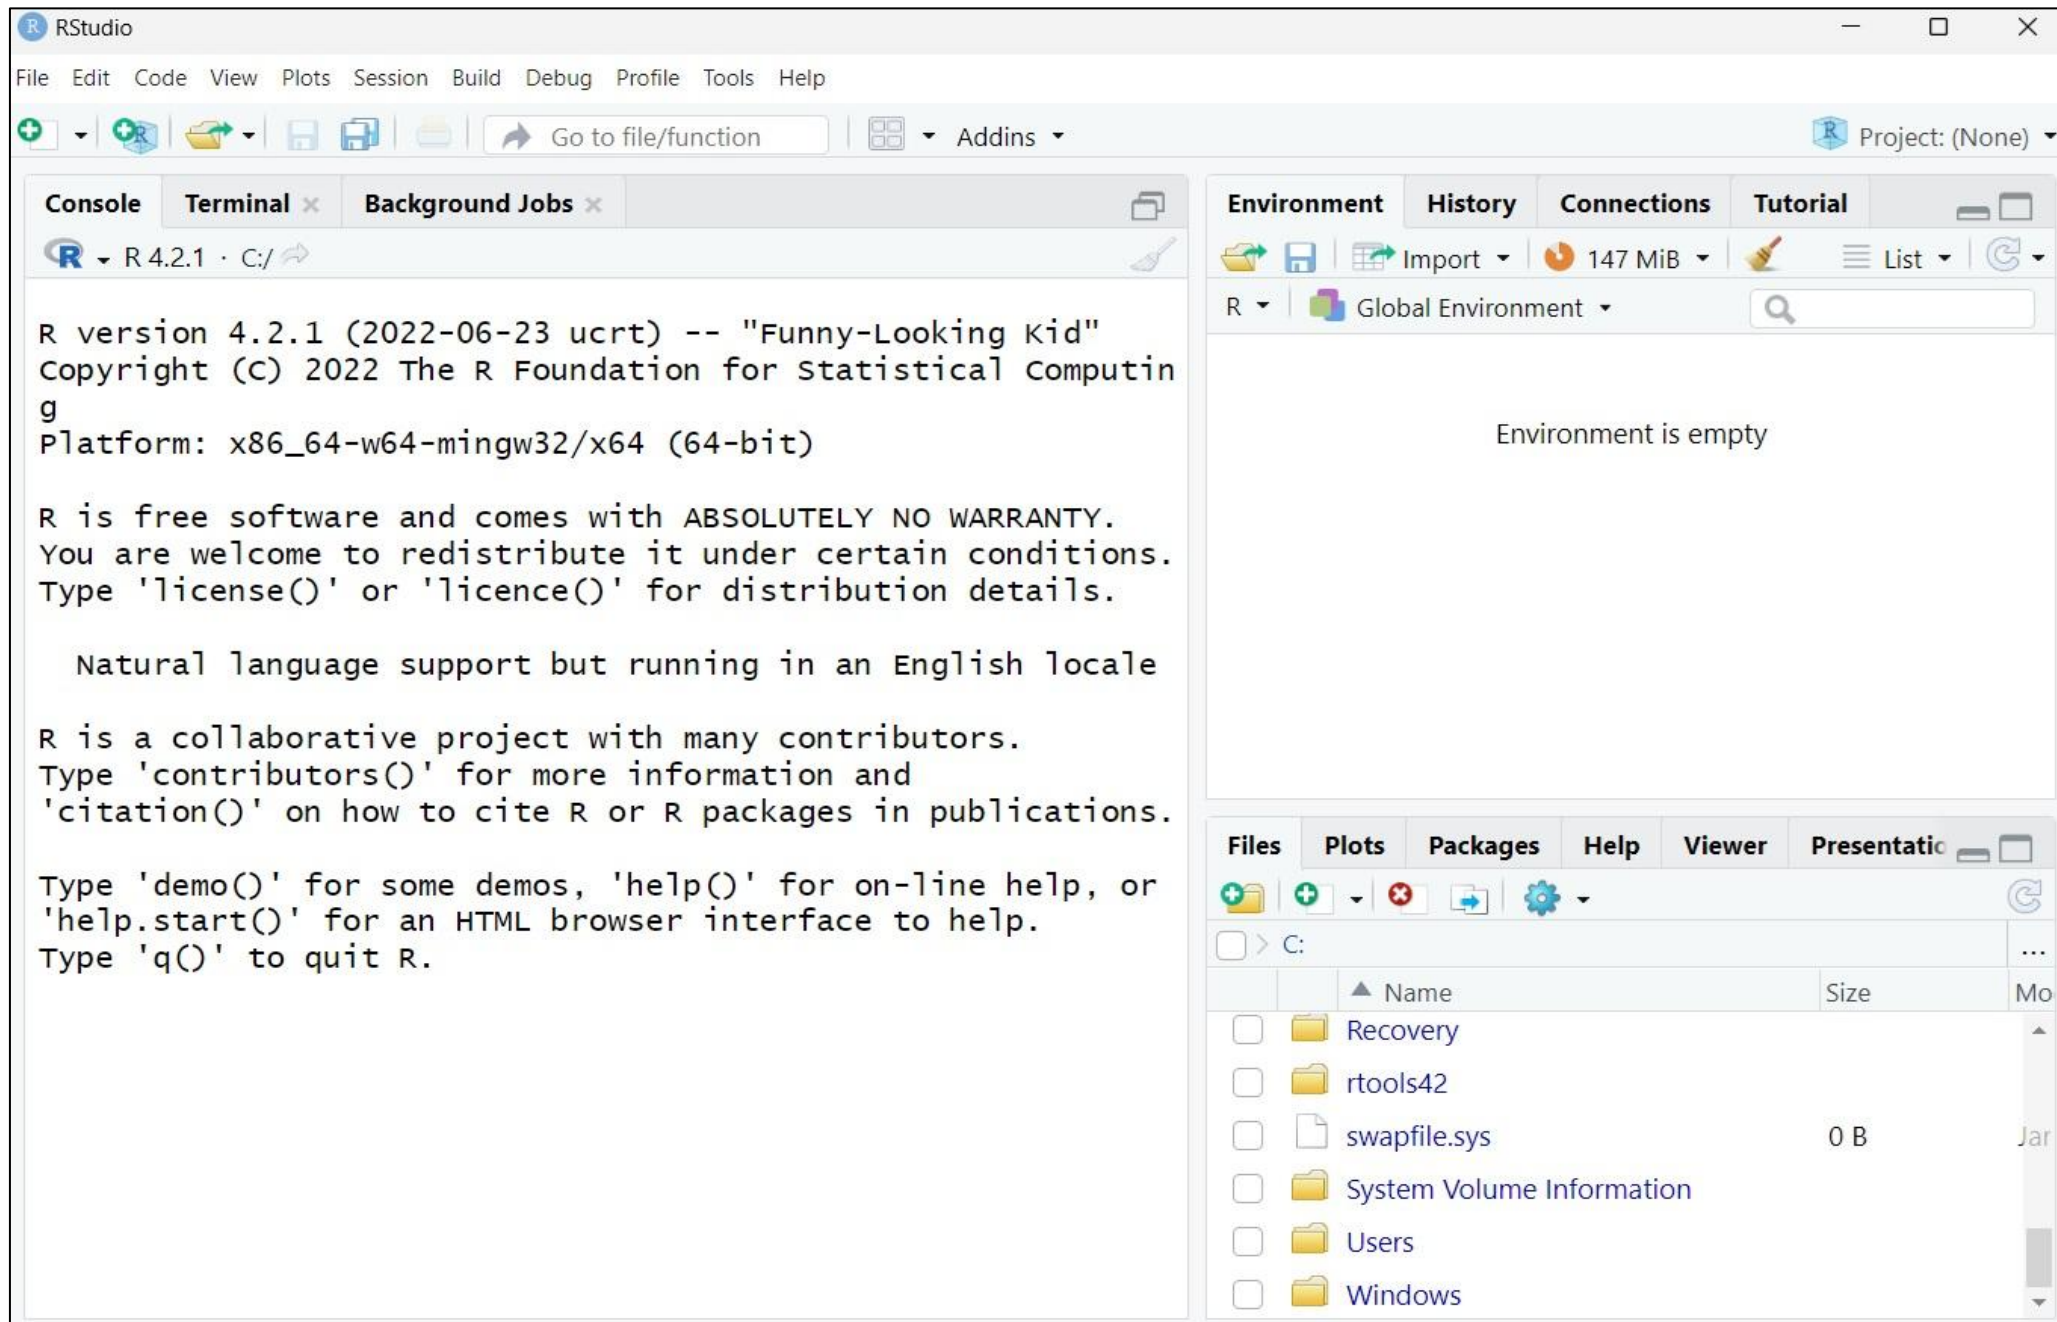 RStudio
File Edit Code View Plots Session Build Debug Profile Tools Help
Go to file/function Addins Project: (None)
Console Terminal Background Jobs
R 4.2.1 · C:/
R version 4.2.1 (2022-06-23 ucrt) -- "Funny-Looking Kid"
Copyright (C) 2022 The R Foundation for Statistical Computin
g
Platform: x86_64-w64-mingw32/x64 (64-bit)
R is free software and comes with ABSOLUTELY NO WARRANTY.
You are welcome to redistribute it under certain conditions.
Type 'license()' or 'licence()' for distribution details.
Natural language support but running in an English locale
R is a collaborative project with many contributors.
Type 'contributors()' for more information and
'citation()' on how to cite R or R packages in publications.
Type 'demo()' for some demos, 'help()' for on-line help, or
'help.start()' for an HTML browser interface to help.
Type 'q()' to quit R.
Environment History Connections Tutorial
Import 147 MiB List
R Global Environment
Environment is empty
Files Plots Packages Help Viewer Presentatio
C: ...
Name Size Mo
Recovery
rtools42
swapfile.sys 0 B Jar
System Volume Information
Users
Windows